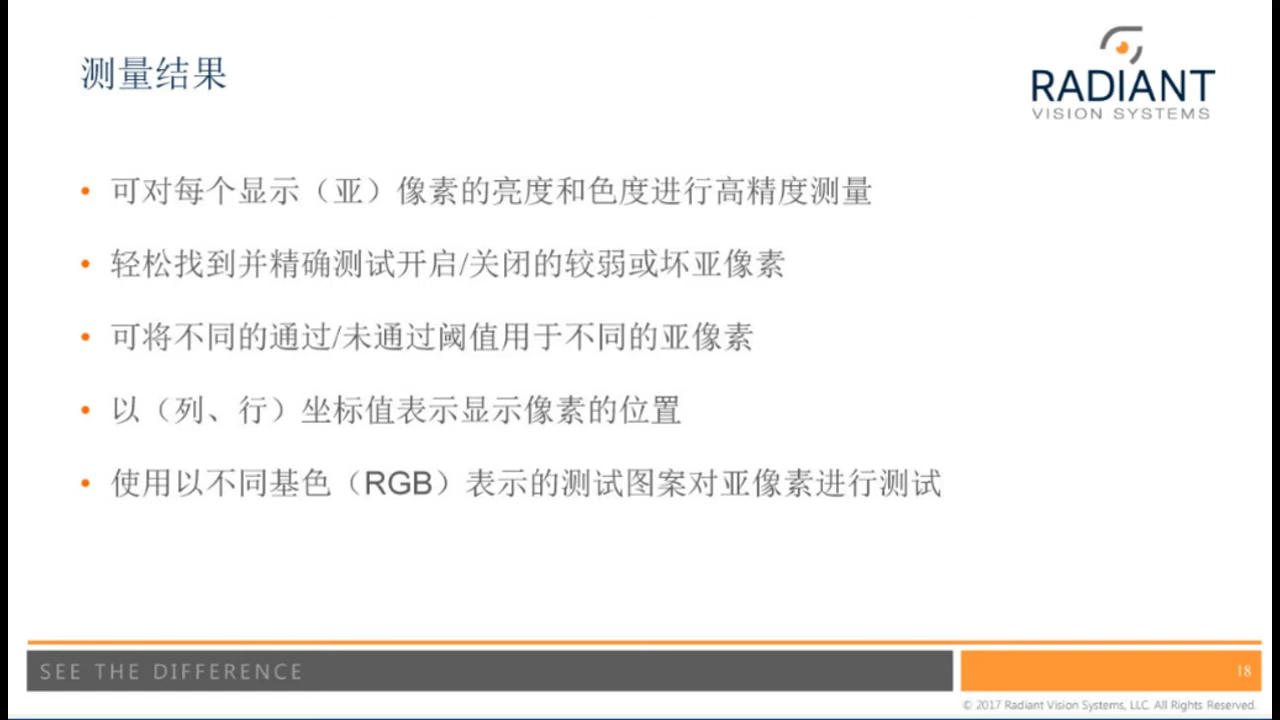 测量结果
RADIANT
VISION SYSTEMS
• 可对每个显示（亚）像素的亮度和色度进行高精度测量
• 轻松找到并精确测试开启/关闭的较弱或坏亚像素
• 可将不同的通过/未通过阈值用于不同的亚像素
• 以（列、行）坐标值表示显示像素的位置
• 使用以不同基色（RGB）表示的测试图案对亚像素进行测试
SEE THE DIFFERENCE
18
© 2017 Radiant Vision Systems, LLC. All Rights Reserved.